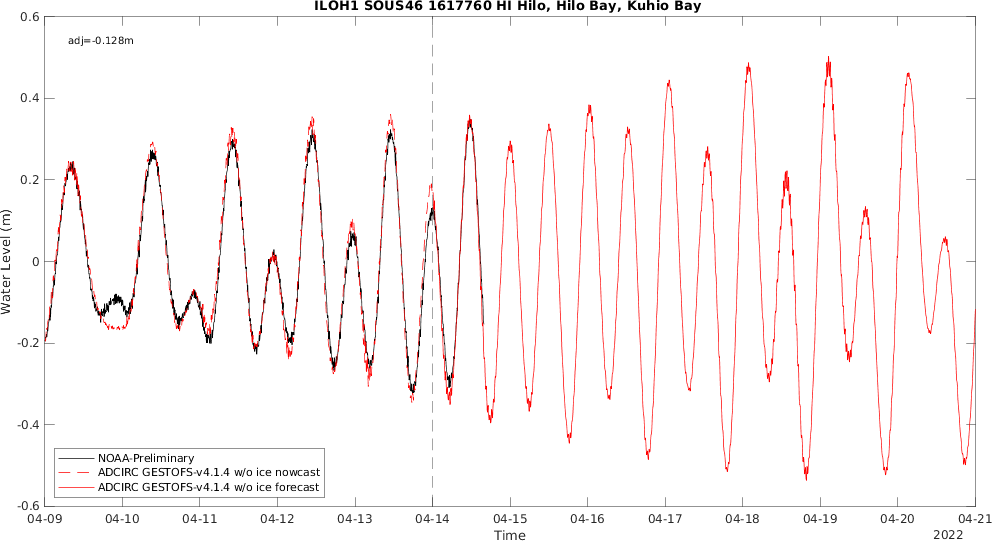 ILOH1 SOUS46 1617760 HI Hilo, Hilo Bay, Kuhio Bay
adj=-0.128m
0.6
0.4
0.2
0
-0.2
-0.4
-0.6
Water Level (m)
NOAA-Preliminary
ADCIRC GESTOFS-v4.1.4 w/o ice nowcast
ADCIRC GESTOFS-v4.1.4 w/o ice forecast
04-09 04-10 04-11 04-12 04-13 04-14 04-15 04-16 04-17 04-18 04-19 04-20 04-21
Time
2022